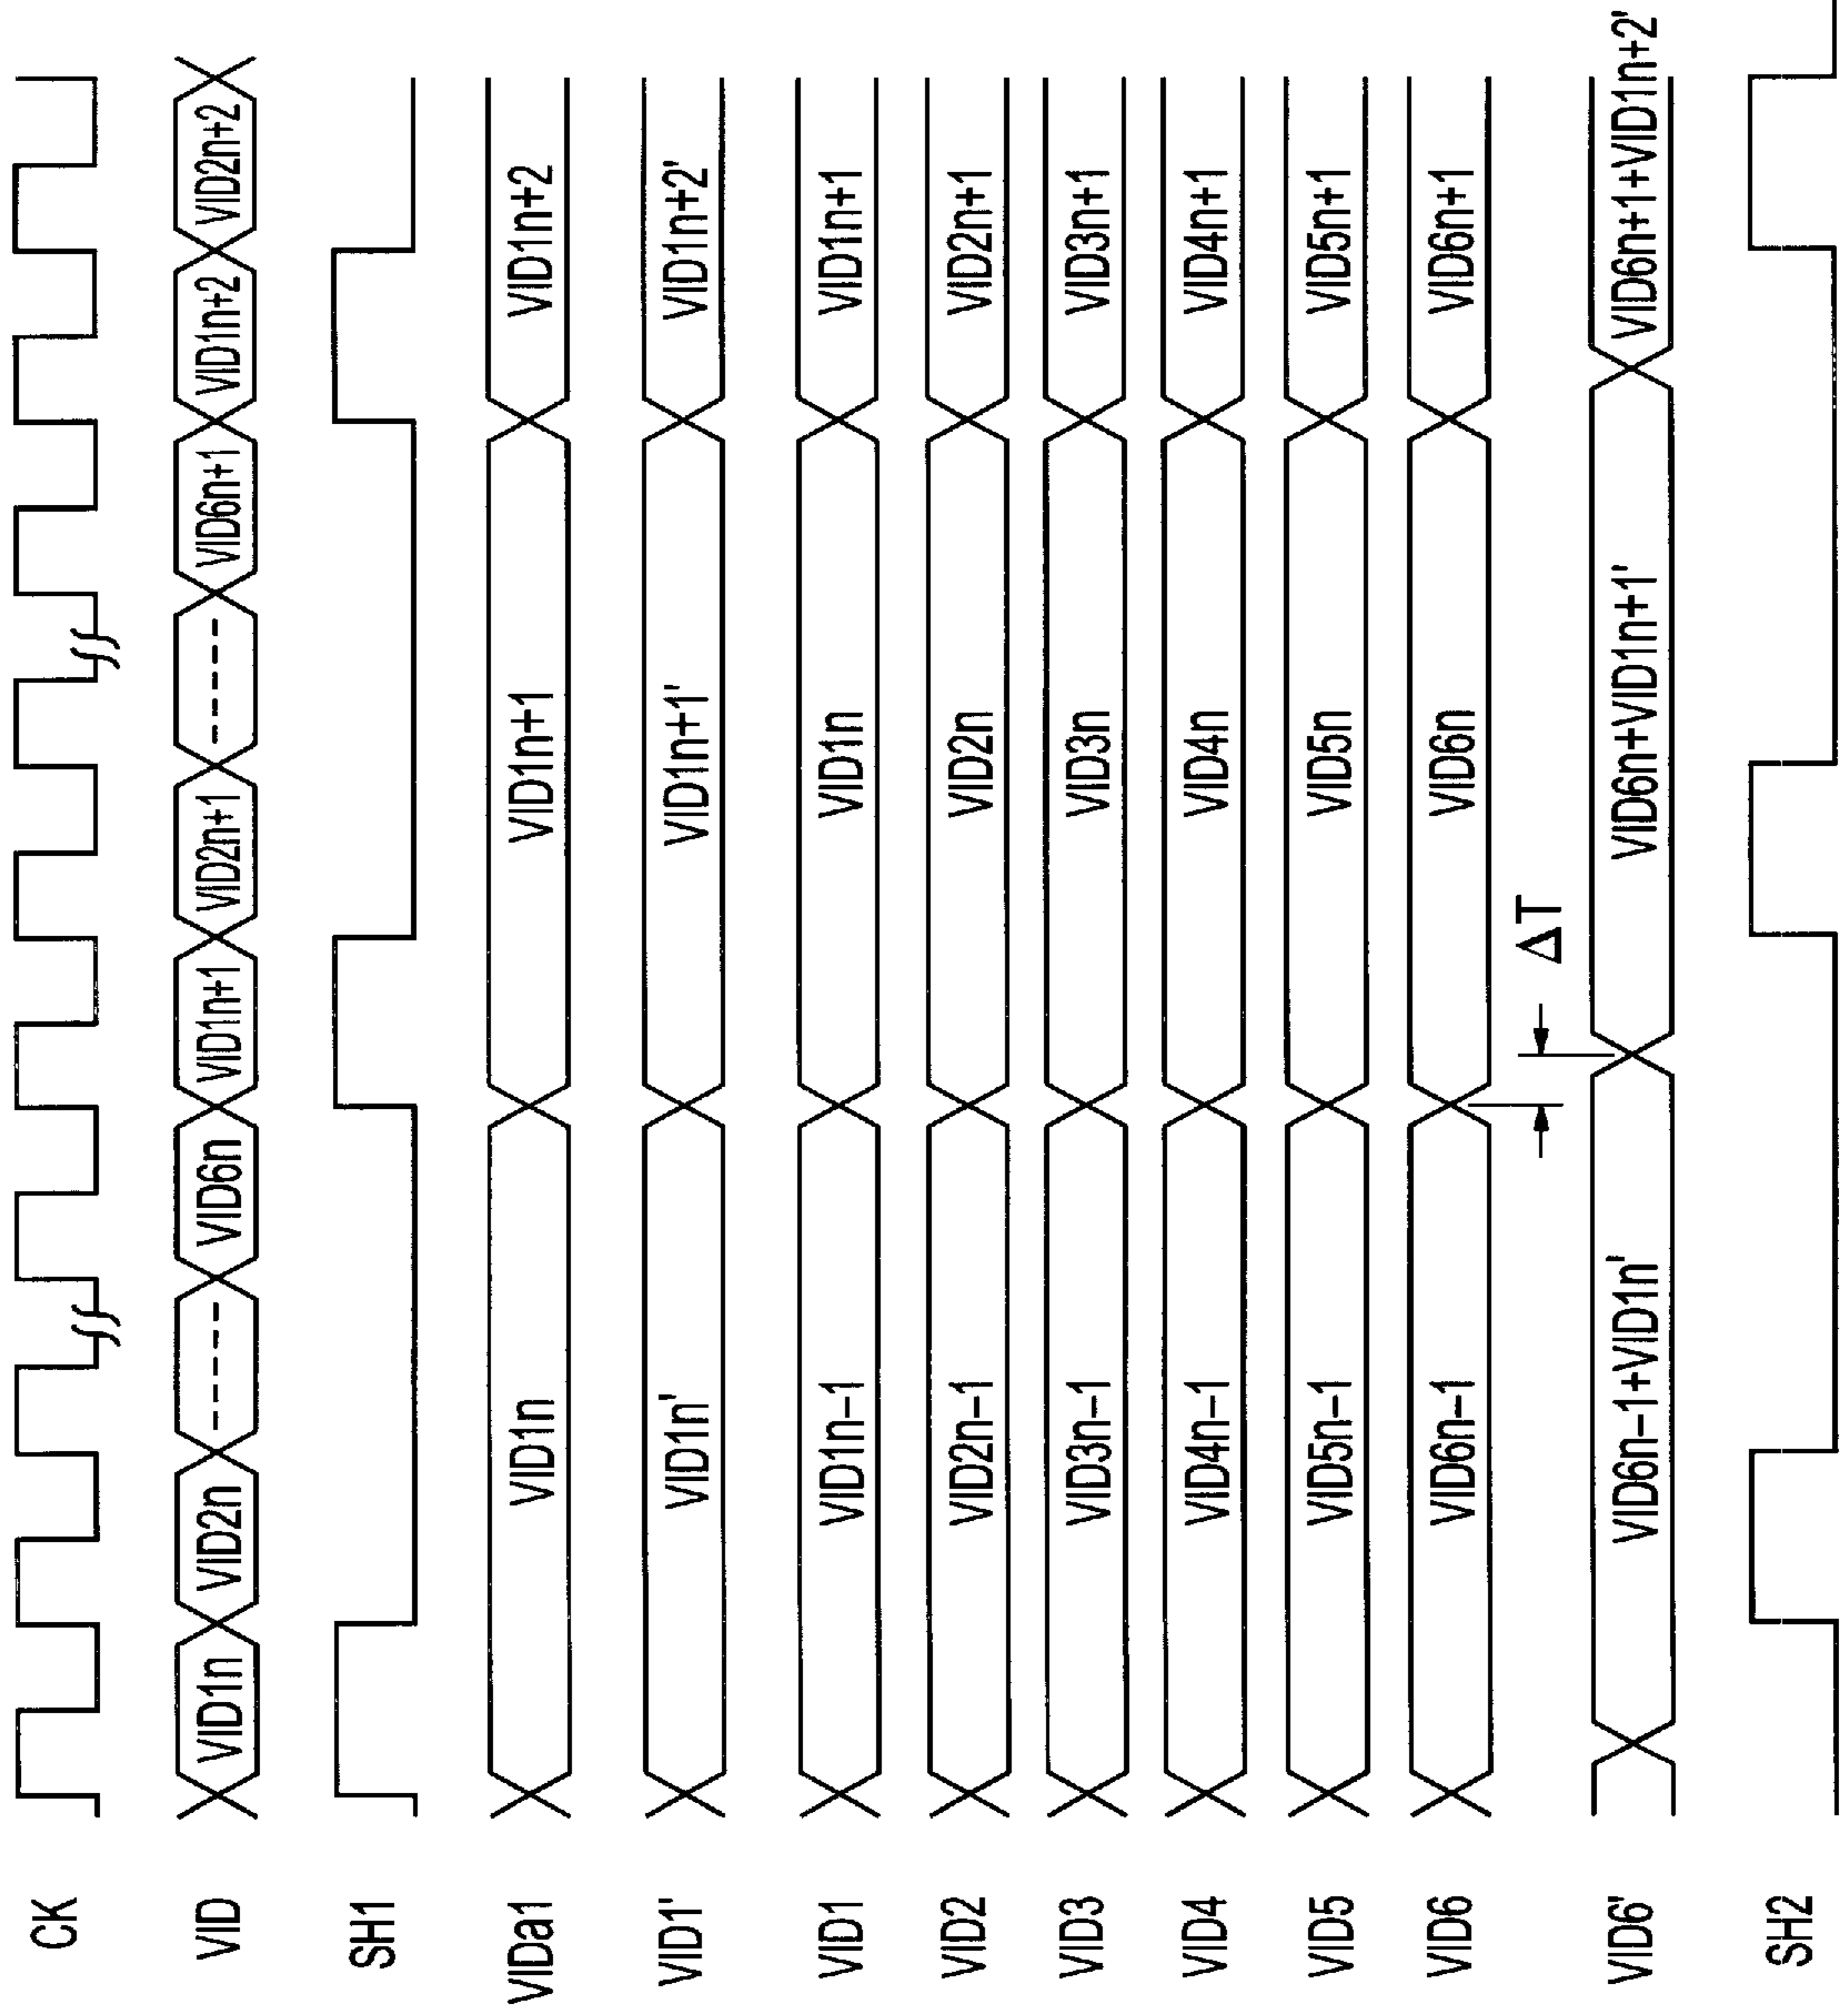 CK
VID VID1n VID2n ----- VID6n VID1n+1 VID2n+1 ----- VID6n+1 VID1n+2 VID2n+2
SH1
VIDa1 VID1n VID1n+1 VID1n+2
VID1' VID1n' VID1n+1' VID1n+2'
VID1 VID1n−1 VID1n VID1n+1
VID2 VID2n−1 VID2n VID2n+1
VID3 VID3n−1 VID3n VID3n+1
VID4 VID4n−1 VID4n VID4n+1
VID5 VID5n−1 VID5n VID5n+1
VID6 VID6n−1 VID6n VID6n+1
ΔT
VID6' VID6n−1+VID1n' VID6n+VID1n+1' VID6n+1+VID1n+2'
SH2